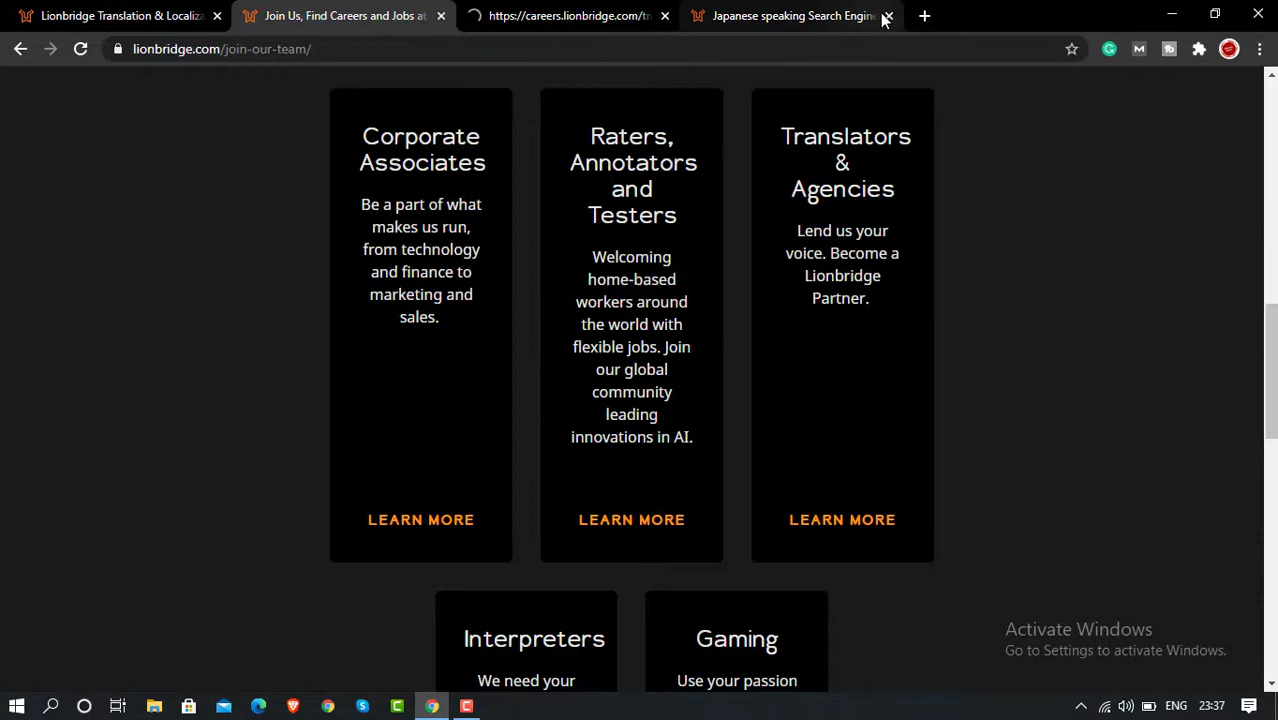 Lionbridge Translation & Localiza
Join Us, Find Careers and Jobs at
https://careers.lionbridge.com/tr
Japanese speaking Search Engin
lionbridge.com/join-our-team/
Corporate
Associates
Be a part of what
makes us run,
from technology
and finance to
marketing and
sales.
LEARN MORE
Raters,
Annotators
and
Testers
Welcoming
home-based
workers around
the world with
flexible jobs. Join
our global
community
leading
innovations in AI.
LEARN MORE
Translators
&
Agencies
Lend us your
voice. Become a
Lionbridge
Partner.
LEARN MORE
Interpreters
We need your
Gaming
Use your passion
Activate Windows
Go to Settings to activate Windows.
ENG
23:37